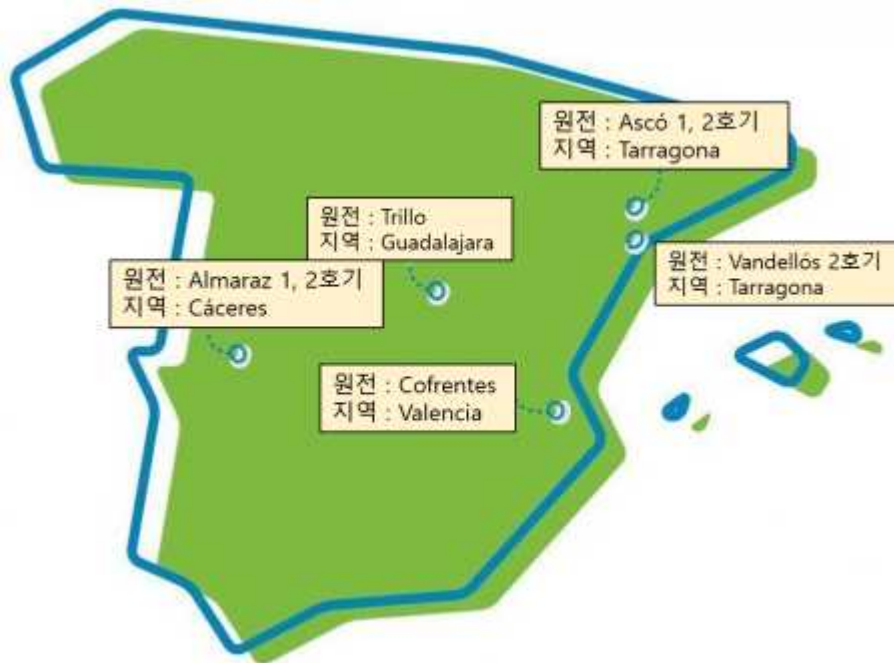 원전 : Ascó 1, 2호기
지역 : Tarragona
원전 : Trillo
지역 : Guadalajara
원전 : Vandellós 2호기
지역 : Tarragona
원전 : Almaraz 1, 2호기
지역 : Cáceres
원전 : Cofrentes
지역 : Valencia